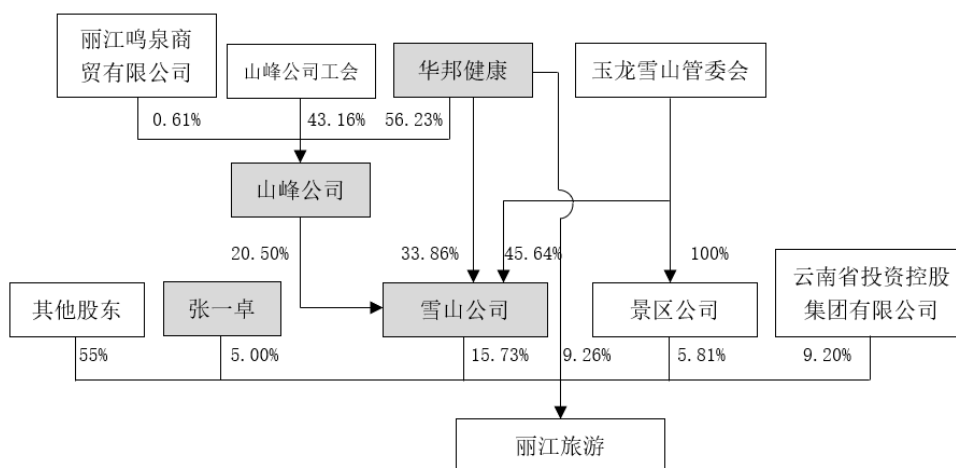 丽江鸣泉商
贸有限公司
山峰公司工会
华邦健康
玉龙雪山管委会
0.61%
43.16%
56.23%
山峰公司
20.50%
33.86%
45.64%
100%
其他股东
张一卓
雪山公司
景区公司
云南省投资控股
集团有限公司
55%
5.00%
15.73%
9.26%
5.81%
9.20%
丽江旅游